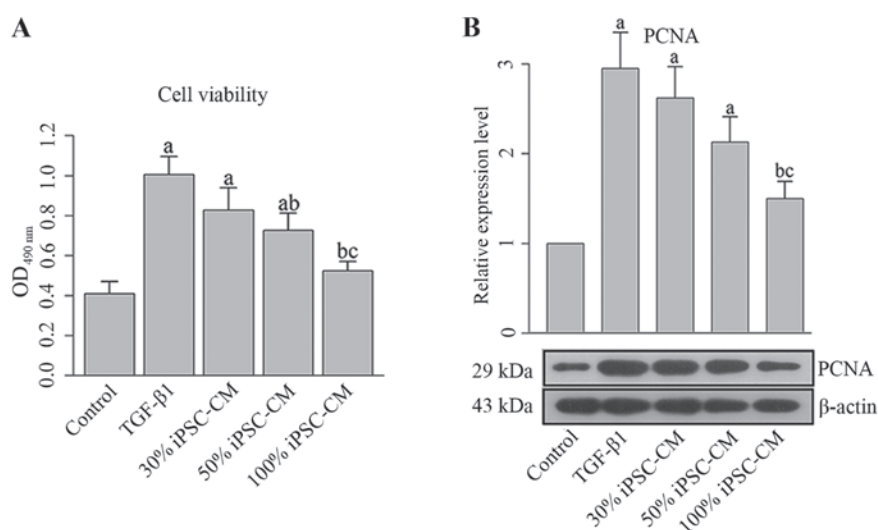 A
Cell viability
OD490 nm
1.2
1.0
0.8
0.6
0.4
0.2
0.0
a
a
ab
bc
Control
TGF-β1
30% iPSC-CM
50% iPSC-CM
100% iPSC-CM
B
PCNA
Relative expression level
3
2
1
0
a
a
a
bc
29 kDa
PCNA
43 kDa
β-actin
Control
TGF-β1
30% iPSC-CM
50% iPSC-CM
100% iPSC-CM